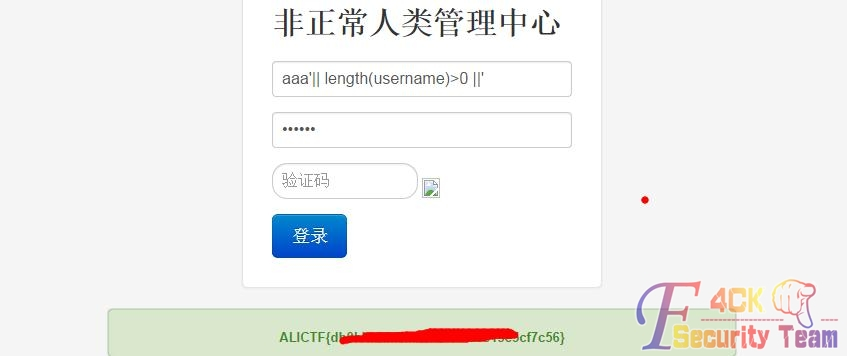 非正常人类管理中心
aaa'|| length(username)>0 ||'
••••••
验证码
登录
ALICTF{db cf7c56}
F4CK
Security Team